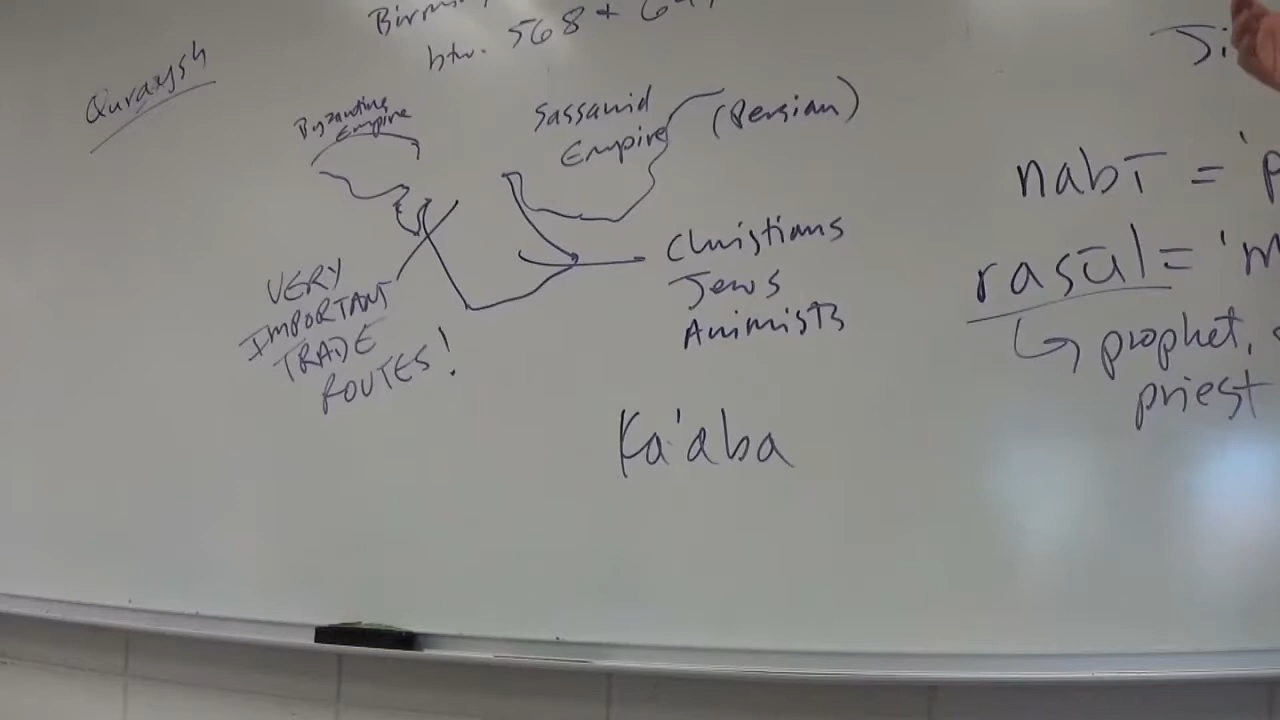 btw. 568 +
Quraysh
Byzantine
Empire
Sassanid
Empire
(Persian)
VERY
IMPORTANT
TRADE
ROUTES!
Christians
Jews
Animists
Ka'aba
nabī = '
rasūl = '
prophet,
priest